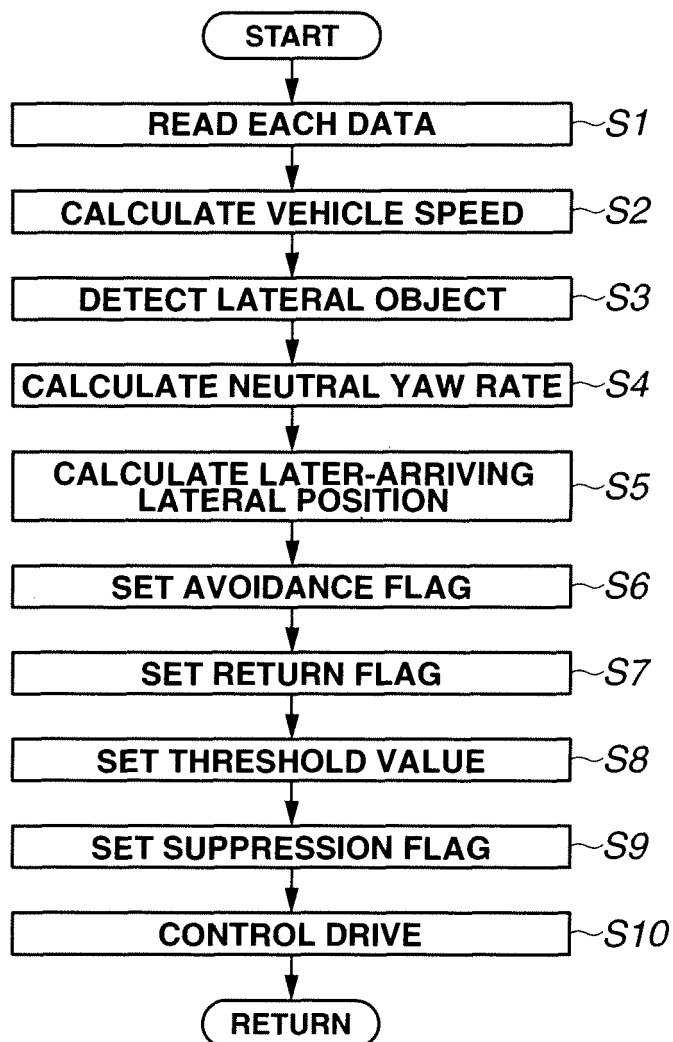 START
READ EACH DATA S1
CALCULATE VEHICLE SPEED S2
DETECT LATERAL OBJECT S3
CALCULATE NEUTRAL YAW RATE S4
CALCULATE LATER-ARRIVING
LATERAL POSITION S5
SET AVOIDANCE FLAG S6
SET RETURN FLAG S7
SET THRESHOLD VALUE S8
SET SUPPRESSION FLAG S9
CONTROL DRIVE S10
RETURN